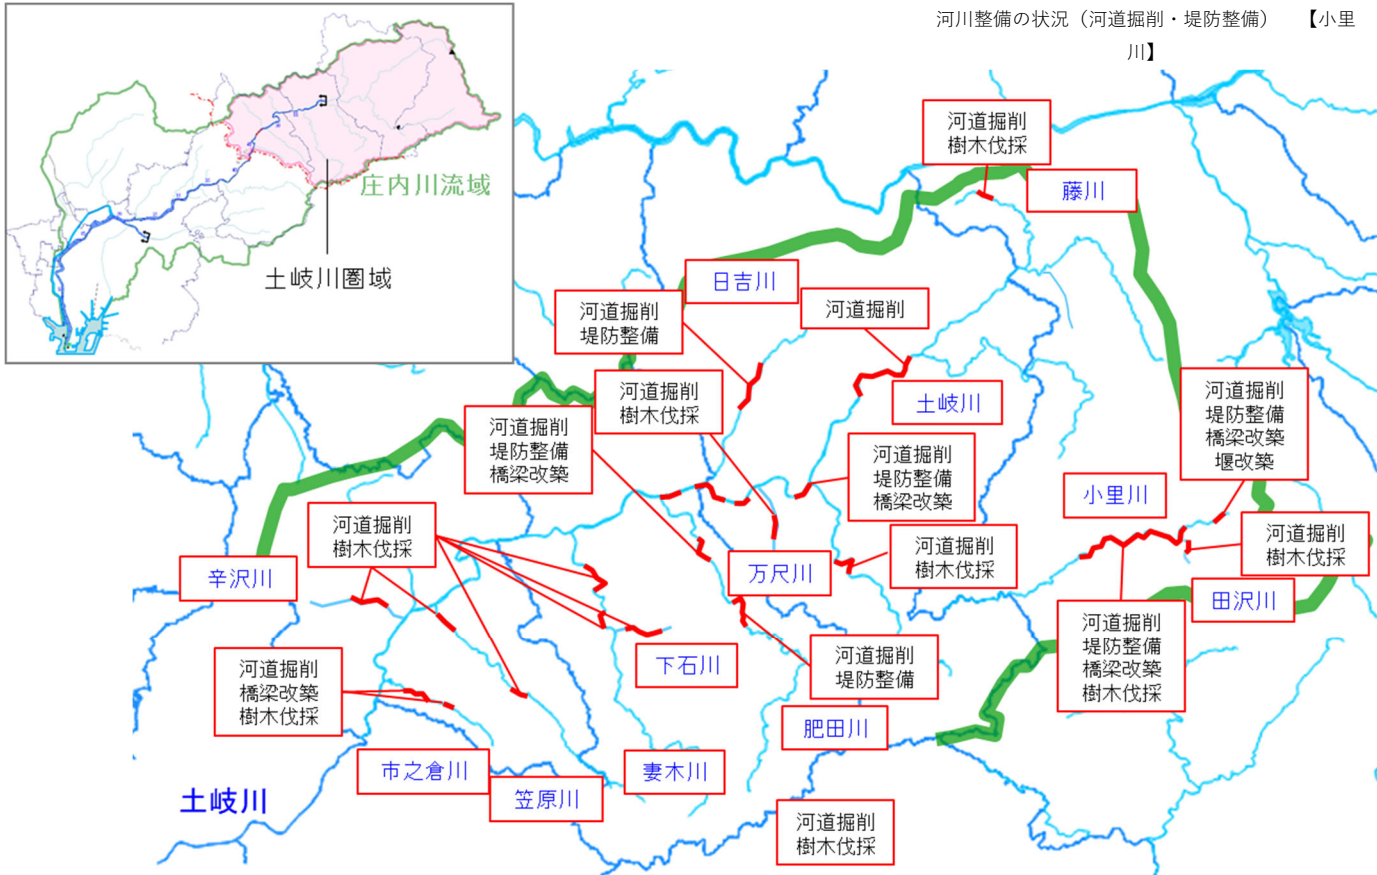 河川整備の状況（河道掘削・堤防整備）　【小里
川】
庄内川流域
土岐川圏域
河道掘削
樹木伐採
藤川
日吉川
河道掘削
堤防整備
河道掘削
河道掘削
樹木伐採
土岐川
河道掘削
堤防整備
橋梁改築
堰改築
河道掘削
堤防整備
橋梁改築
河道掘削
堤防整備
橋梁改築
小里川
河道掘削
樹木伐採
河道掘削
樹木伐採
河道掘削
樹木伐採
辛沢川
万尺川
田沢川
河道掘削
堤防整備
橋梁改築
樹木伐採
河道掘削
橋梁改築
樹木伐採
下石川
河道掘削
堤防整備
肥田川
市之倉川
妻木川
笠原川
土岐川
河道掘削
樹木伐採